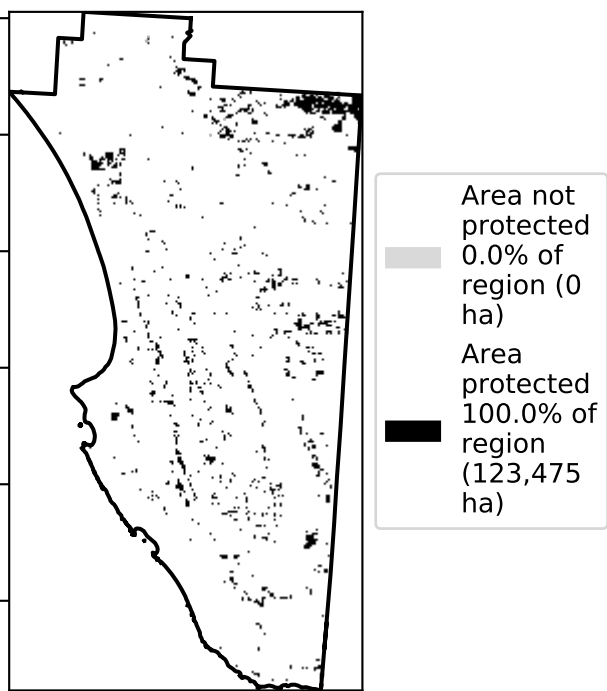 Area not
protected
0.0% of
region (0
ha)
Area
protected
100.0% of
region
(123,475
ha)